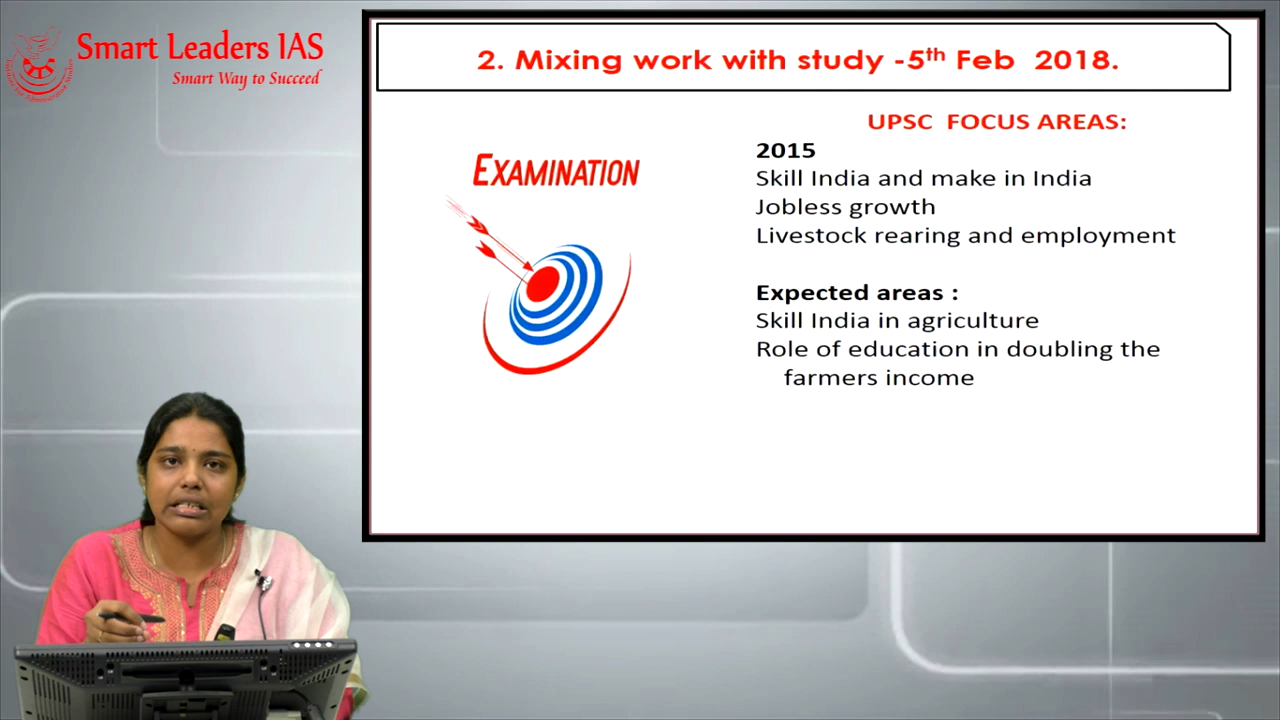 Smart Leaders IAS
Smart Way to Succeed
2. Mixing work with study -5th Feb 2018.
EXAMINATION
UPSC FOCUS AREAS:
2015
Skill India and make in India
Jobless growth
Livestock rearing and employment
Expected areas :
Skill India in agriculture
Role of education in doubling the
farmers income